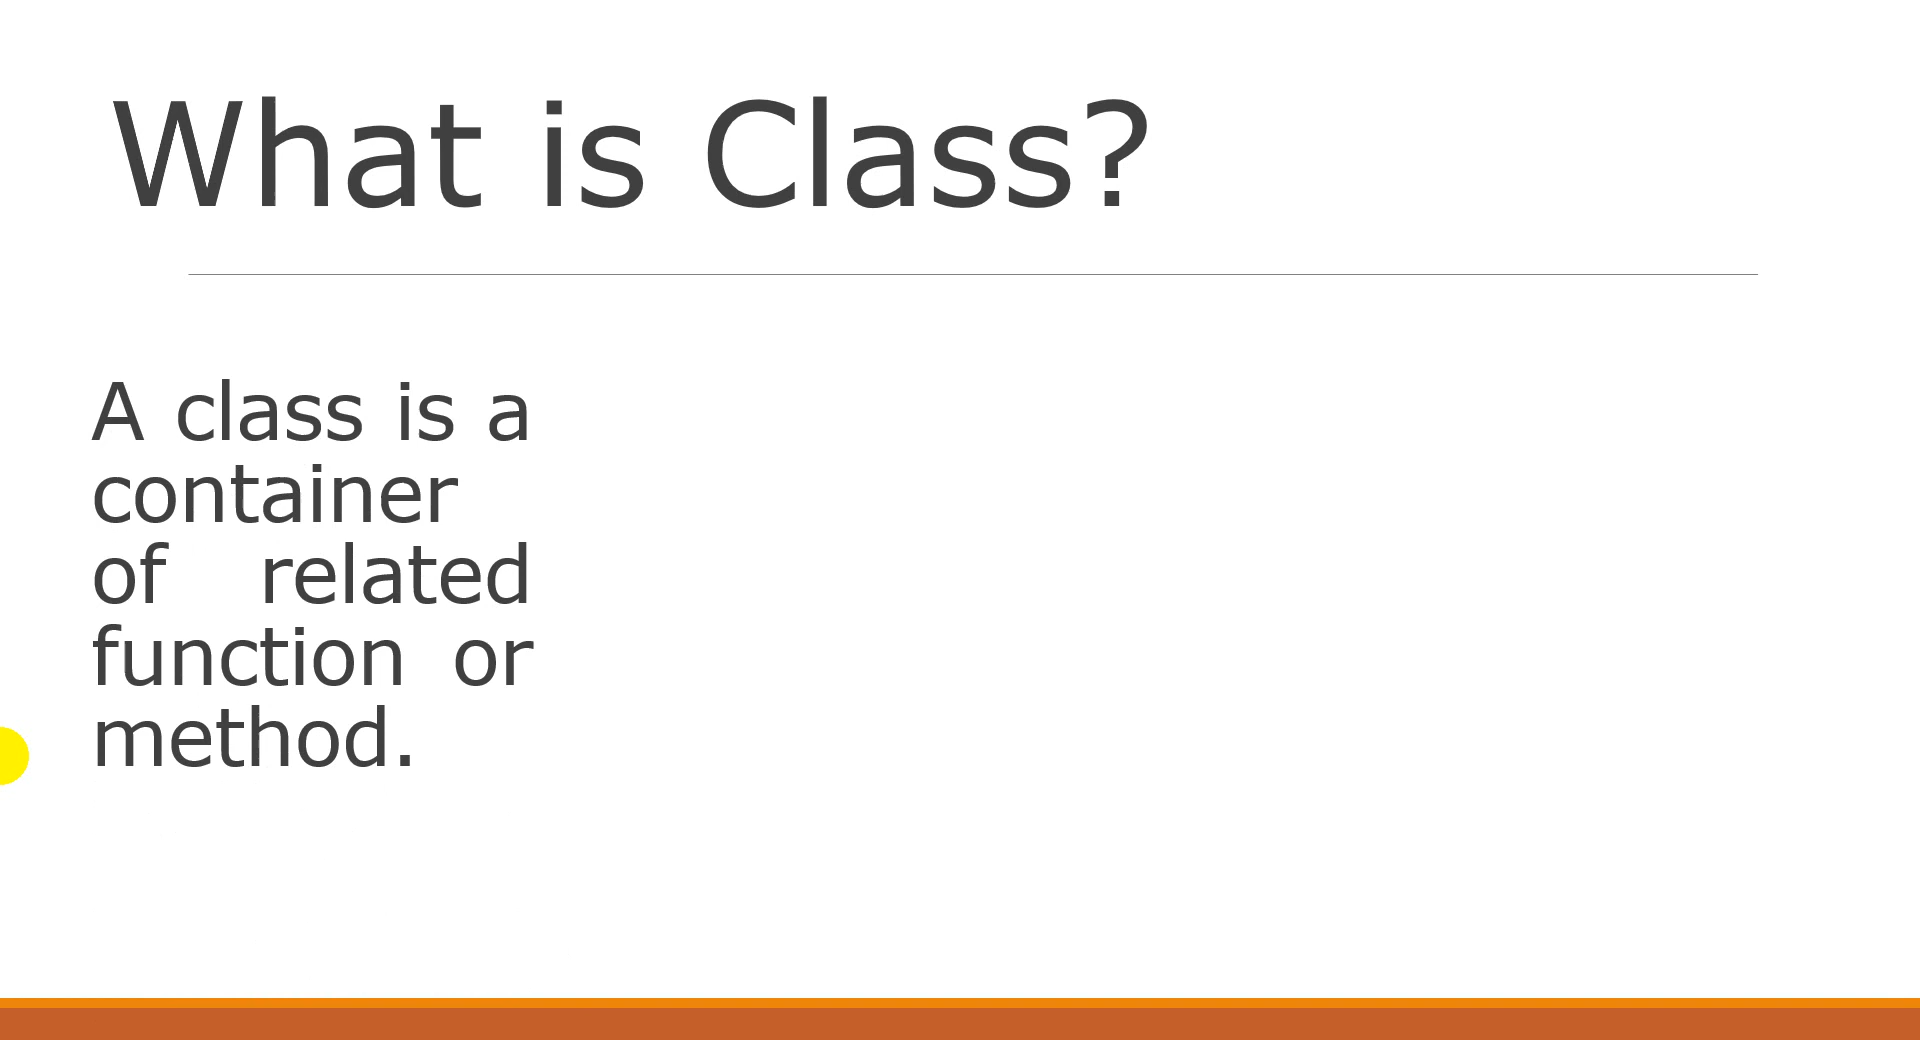 What is Class?
A class is a
container
of related
function or
method.